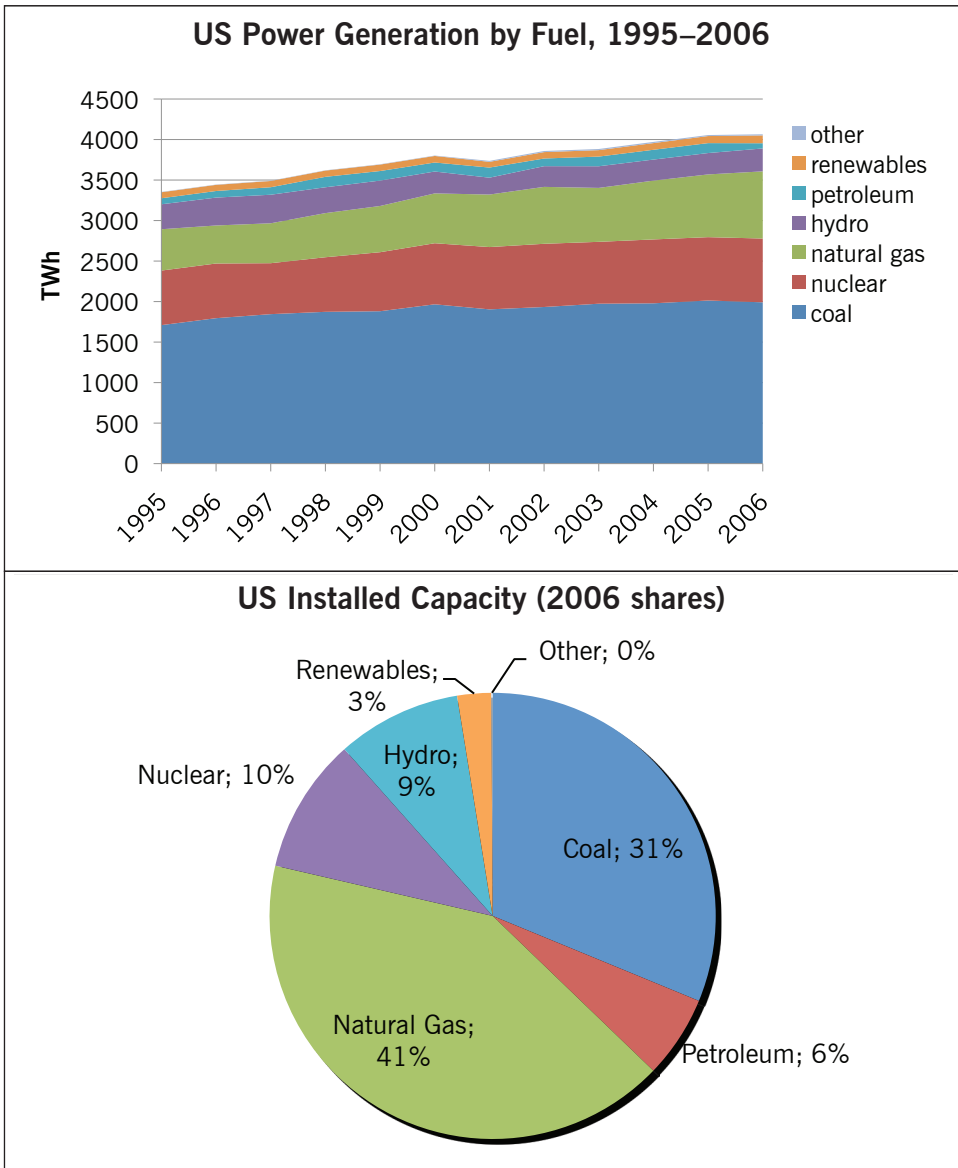 US Power Generation by Fuel, 1995–2006
4500
4000
3500
3000
2500
2000
1500
1000
500
0
TWh
1995
1996
1997
1998
1999
2000
2001
2002
2003
2004
2005
2006
other
renewables
petroleum
hydro
natural gas
nuclear
coal
US Installed Capacity (2006 shares)
Other; 0%
Renewables;
3%
Hydro;
9%
Nuclear; 10%
Coal; 31%
Natural Gas;
41%
Petroleum; 6%